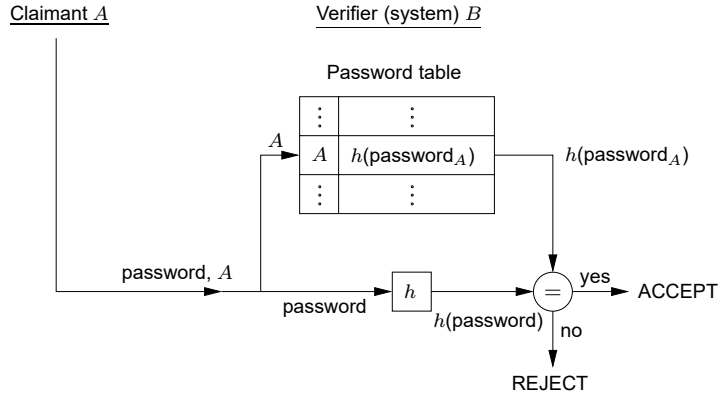 Claimant A
Verifier (system) B
Password table
⋮ ⋮
A
A h(password_A)
h(password_A)
⋮ ⋮
password, A
password
h
h(password)
=
yes
ACCEPT
no
REJECT